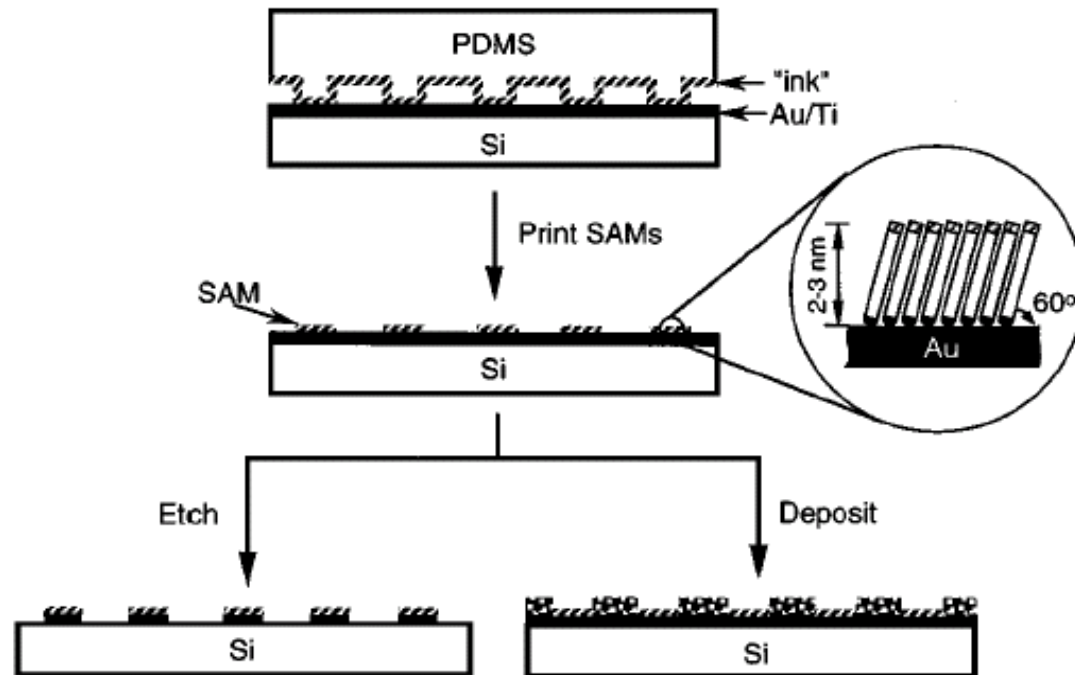 PDMS
"ink"
Au/Ti
Si
Print SAMs
SAM
Si
2-3 nm
60°
Au
Etch
Deposit
Si
Si